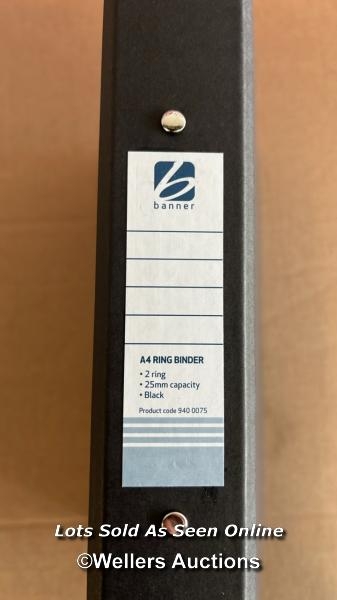 b
banner
A4 RING BINDER
• 2 ring
• 25mm capacity
• Black
Product code 940 0075
Lots Sold As Seen Online
©Wellers Auctions